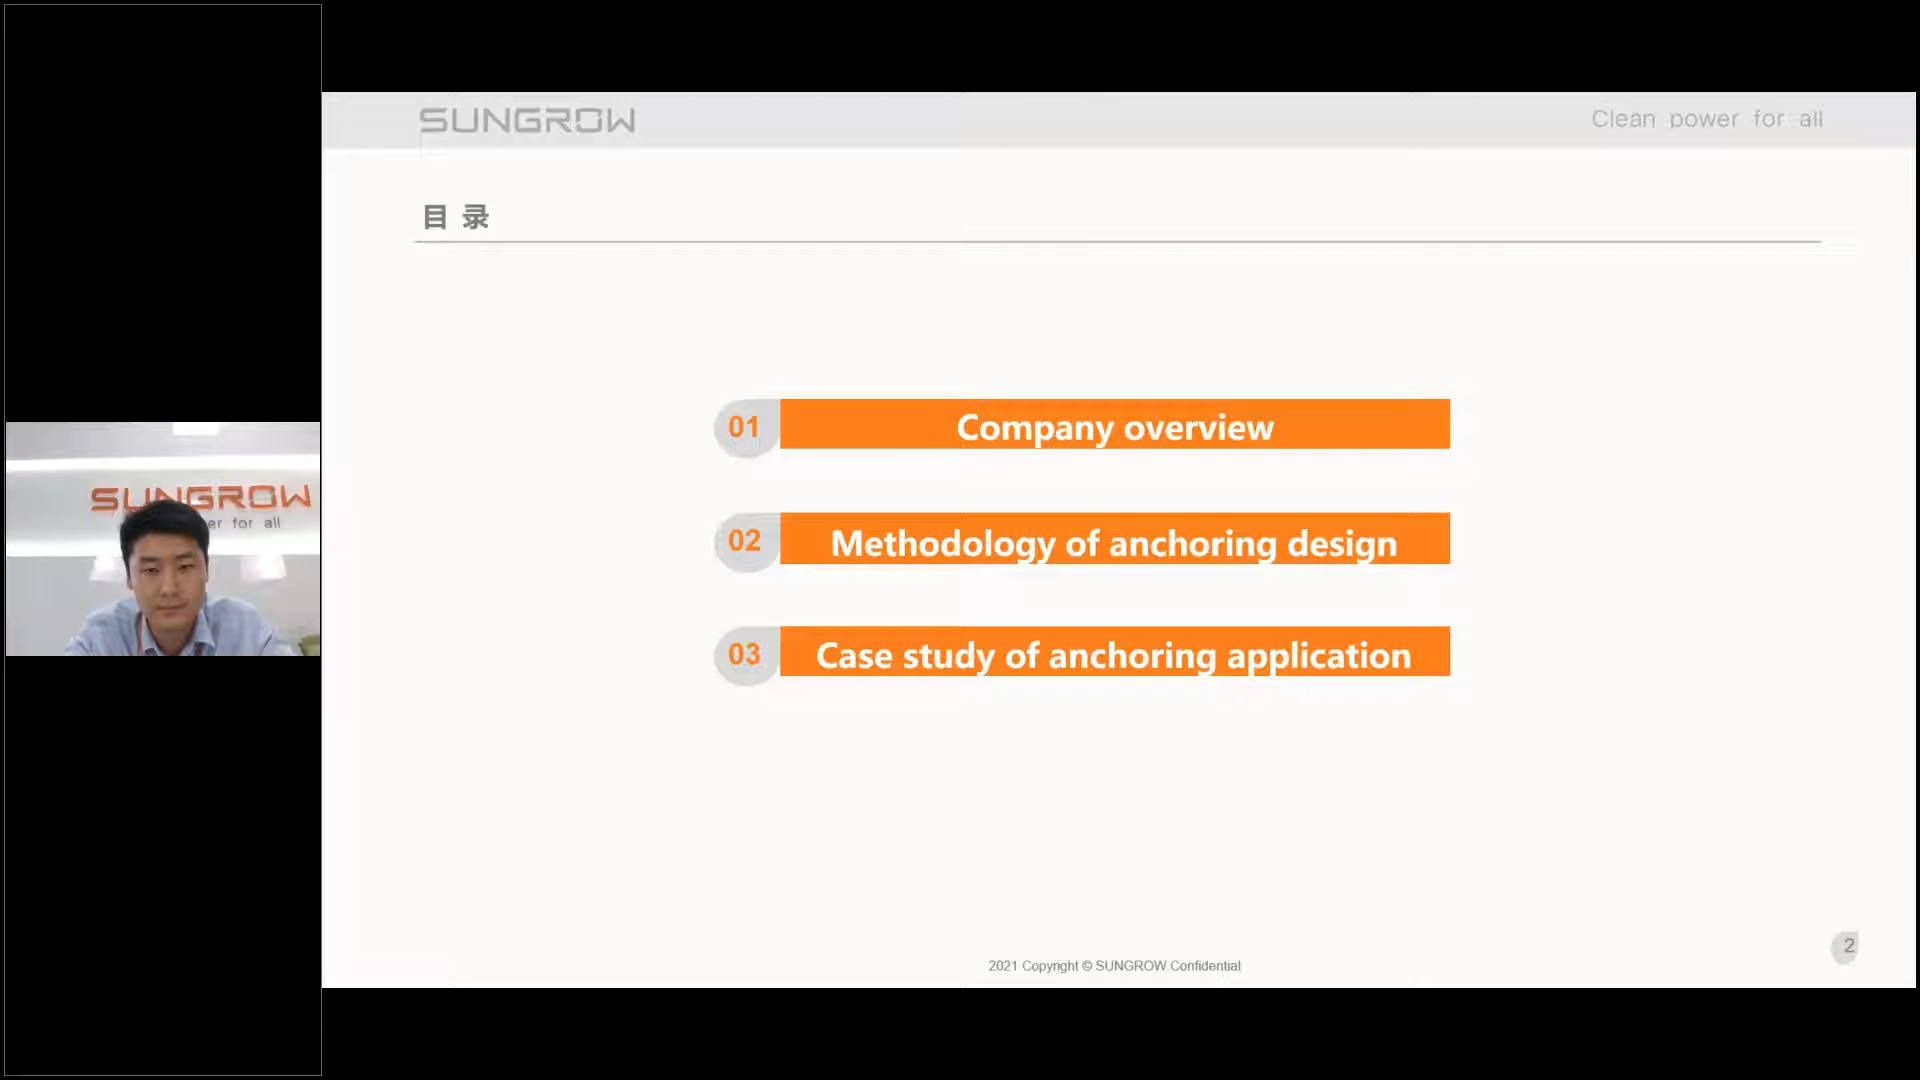 SUNGROW
Clean power for all
目 录
01 Company overview
02 Methodology of anchoring design
03 Case study of anchoring application
2021 Copyright © SUNGROW.Confidential
2
SUNGROW
for all